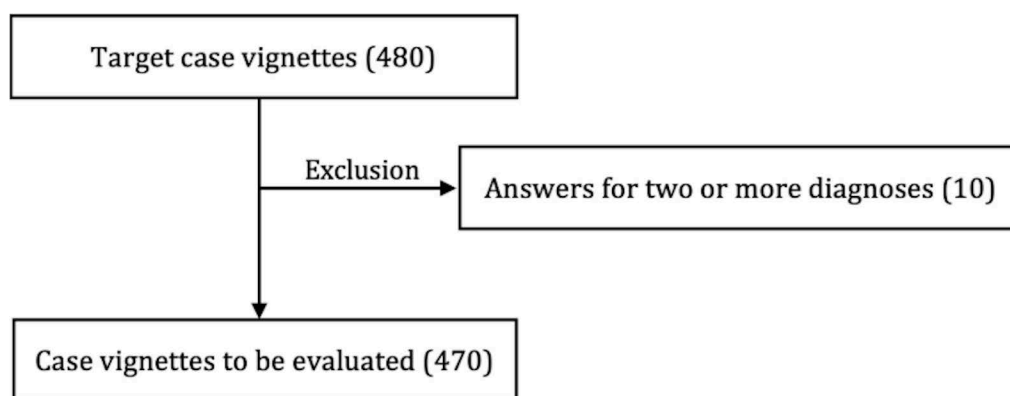 Target case vignettes (480)
Exclusion
Answers for two or more diagnoses (10)
Case vignettes to be evaluated (470)